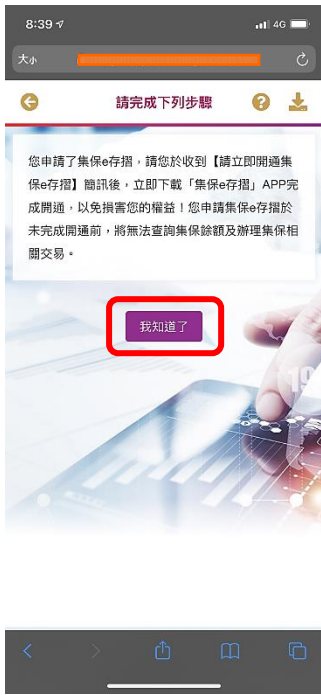 8:39
4G
大小
請完成下列步驟
?
您申請了集保e存摺，請您於收到【請立即開通集
保e存摺】簡訊後，立即下載「集保e存摺」APP完
成開通，以免損害您的權益！您申請集保e存摺於
未完成開通前，將無法查詢集保餘額及辦理集保相
關交易。
我知道了
19